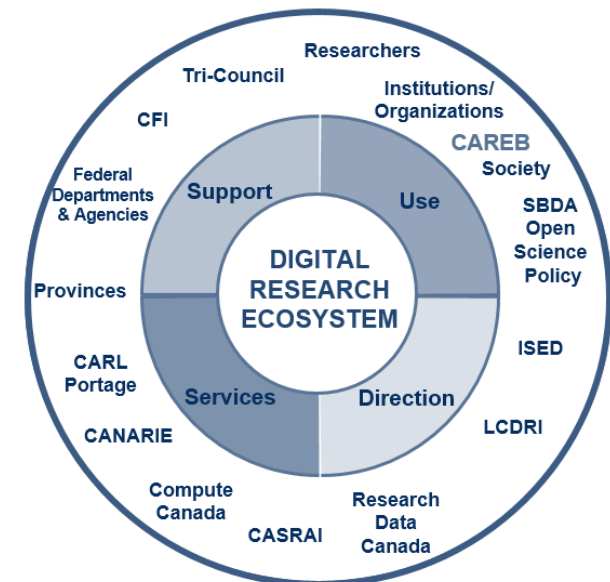 Researchers
Tri-Council
Institutions/
Organizations
CFI
CAREB
Society
Federal
Departments
& Agencies
Support
Use
SBDA
Open
Science
Policy
DIGITAL
RESEARCH
ECOSYSTEM
Provinces
ISED
CARL
Portage
Services
Direction
LCDRI
CANARIE
Compute
Canada
CASRAI
Research
Data
Canada